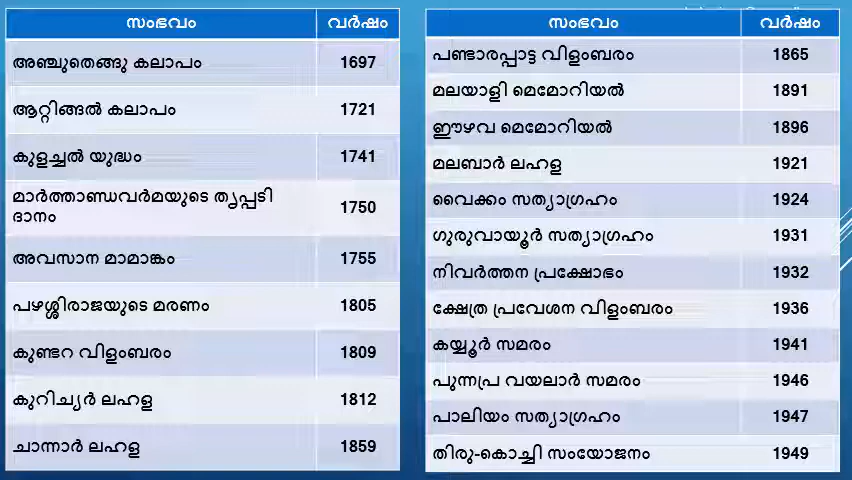 സംഭവം വർഷം
അഞ്ചുതെങ്ങു കലാപം 1697
ആറ്റിങ്ങൽ കലാപം 1721
കുളച്ചൽ യുദ്ധം 1741
മാർത്താണ്ഡവർമയുടെ തൃപ്പടി
ദാനം 1750
അവസാന മാമാങ്കം 1755
പഴശ്ശിരാജയുടെ മരണം 1805
കുണ്ടറ വിളംബരം 1809
കുറിച്യർ ലഹള 1812
ചാന്നാർ ലഹള 1859
സംഭവം വർഷം
പണ്ടാരപ്പാട്ട വിളംബരം 1865
മലയാളി മെമോറിയൽ 1891
ഈഴവ മെമോറിയൽ 1896
മലബാർ ലഹള 1921
വൈക്കം സത്യാഗ്രഹം 1924
ഗുരുവായൂർ സത്യാഗ്രഹം 1931
നിവർത്തന പ്രക്ഷോഭം 1932
ക്ഷേത്ര പ്രവേശന വിളംബരം 1936
കയ്യൂർ സമരം 1941
പുന്നപ്ര വയലാർ സമരം 1946
പാലിയം സത്യാഗ്രഹം 1947
തിരു-കൊച്ചി സംയോജനം 1949